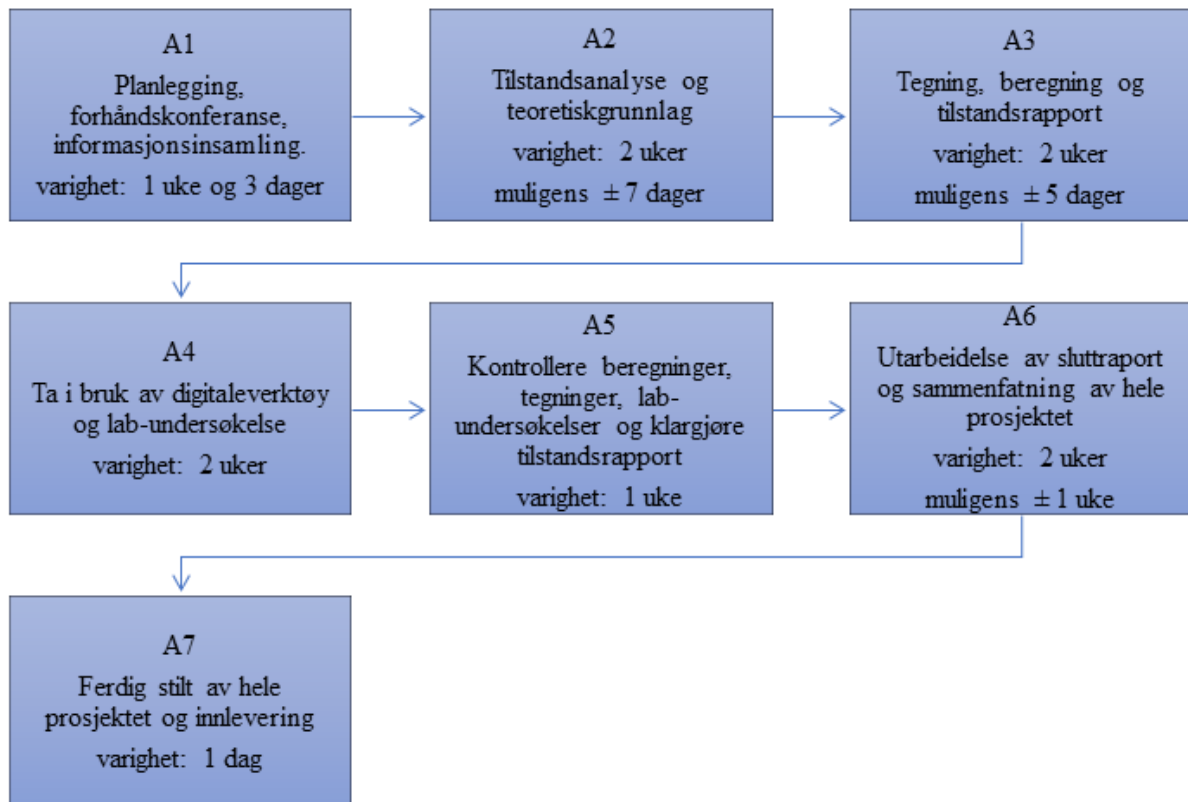 A1
Planlegging,
forhåndskonferanse,
informasjonsinsamling.
varighet: 1 uke og 3 dager
A2
Tilstandsanalyse og
teoretiskgrunnlag
varighet: 2 uker
muligens ± 7 dager
A3
Tegning, beregning og
tilstandsrapport
varighet: 2 uker
muligens ± 5 dager
A4
Ta i bruk av digitaleverktøy
og lab-undersøkelse
varighet: 2 uker
A5
Kontrollere beregninger,
tegninger, lab-
undersøkelser og klargjøre
tilstandsrapport
varighet: 1 uke
A6
Utarbeidelse av sluttraport
og sammenfatning av hele
prosjektet
varighet: 2 uker
muligens ± 1 uke
A7
Ferdig stilt av hele
prosjektet og innlevering
varighet: 1 dag